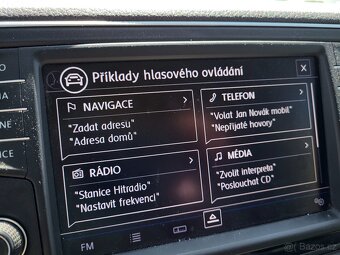 Příklady hlasového ovládání
X
NAVIGACE
"Zadat adresu"
"Adresa domů"
TELEFON
"Volat Jan Novák mobil"
"Nepřijaté hovory"
RÁDIO
"Stanice Hitradio"
"Nastavit frekvenci"
MÉDIA
"Zvolit interpreta"
"Poslouchat CD"
FM
Bazoš.cz